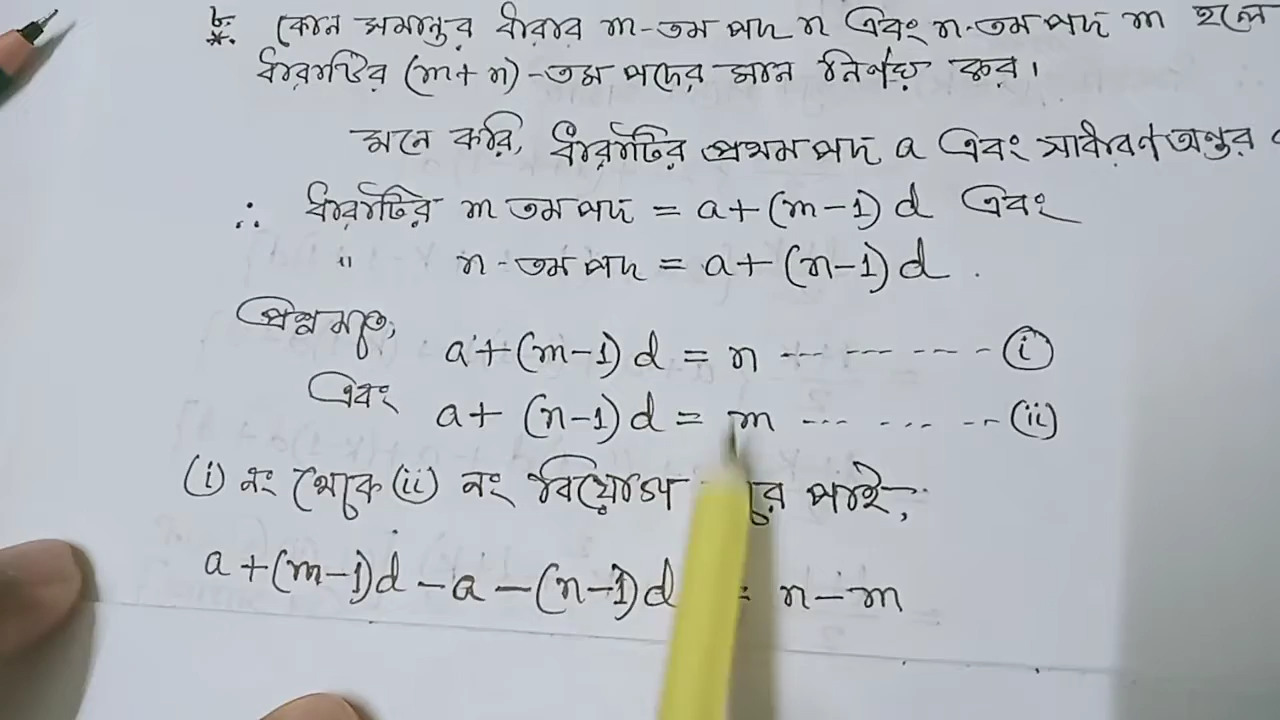 ৮.
*. কোন সমান্তর ধারার m-তম পদ n এবং n-তম পদ m হলে
ধারাটির (m+n)-তম পদের মান নির্ণয় কর।
মনে করি, ধারাটির প্রথম পদ a এবং সাধারণ অন্তর
∴ ধারাটির m তম পদ = a+(m-1) d এবং
" n-তম পদ = a+(n-1) d .
প্রশ্নমতে,
a+(m-1) d = n --- --- --- - (i)
এবং a+ (n-1) d = m --- --- --- (ii)
(i) নং থেকে (ii) নং বিয়োগ পাই,
a+(m-1)d -a -(n-1)d = n-m